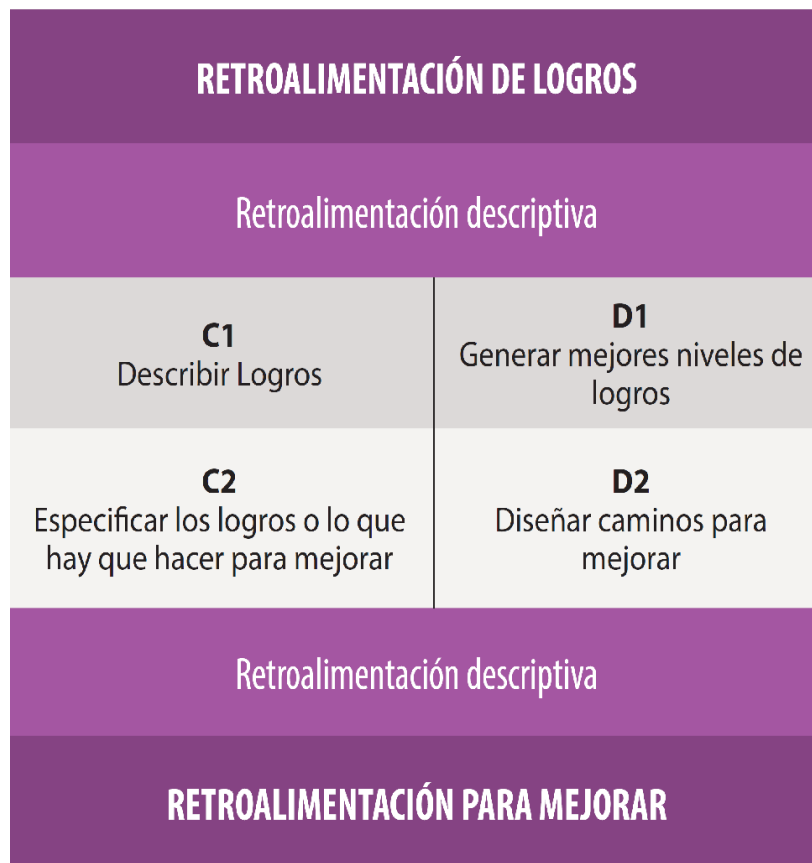 RETROALIMENTACIÓN DE LOGROS
Retroalimentación descriptiva
C1
Describir Logros
D1
Generar mejores niveles de
logros
C2
Especificar los logros o lo que
hay que hacer para mejorar
D2
Diseñar caminos para
mejorar
Retroalimentación descriptiva
RETROALIMENTACIÓN PARA MEJORAR